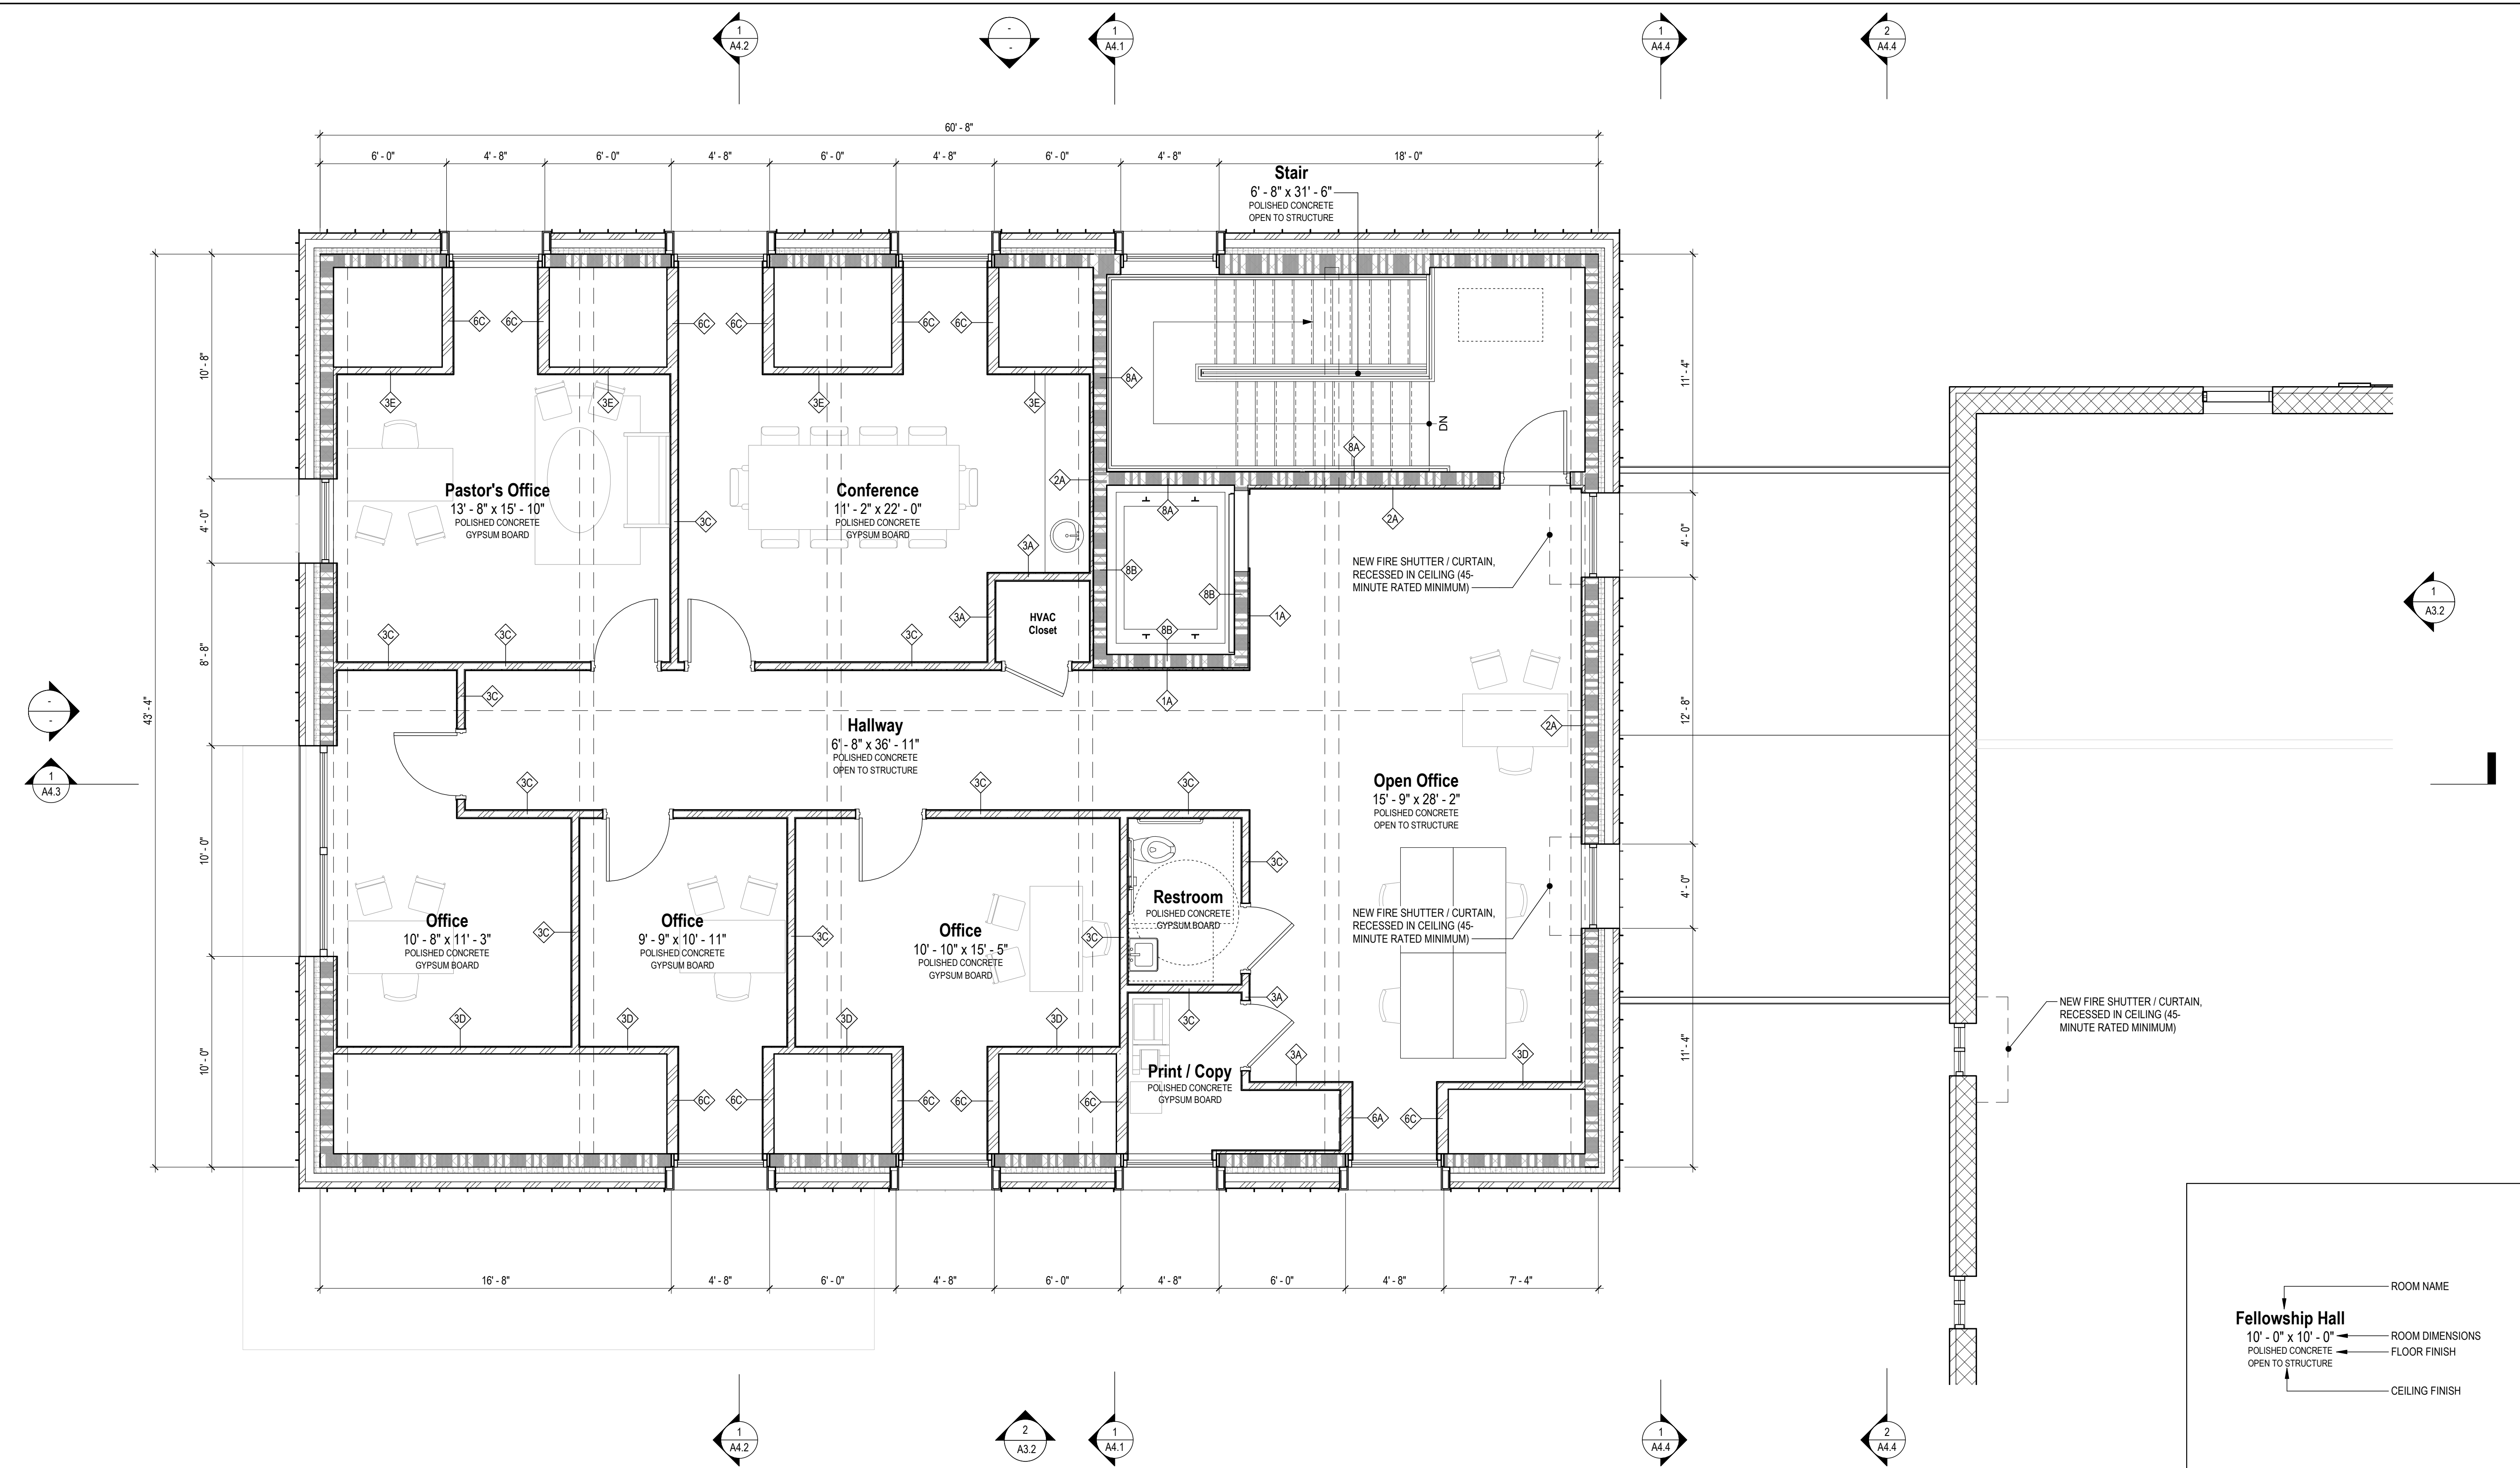 1
A4.2
-
-
1
A4.1
1
A4.4
2
A4.4
60' - 8"
6' - 0"
4' - 8"
6' - 0"
4' - 8"
6' - 0"
4' - 8"
6' - 0"
4' - 8"
18' - 0"
Stair
6' - 8" x 31' - 6"
POLISHED CONCRETE
OPEN TO STRUCTURE
43' - 4"
10' - 8"
4' - 0"
8' - 8"
10' - 0"
10' - 0"
6C
6C
6C
6C
6C
6C
3E
3E
3E
3E
8A
8A
DN
11' - 4"
Pastor's Office
13' - 8" x 15' - 10"
POLISHED CONCRETE
GYPSUM BOARD
Conference
11' - 2" x 22' - 0"
POLISHED CONCRETE
GYPSUM BOARD
3C
2A
8A
2A
3A
8B
8B
NEW FIRE SHUTTER / CURTAIN,
RECESSED IN CEILING (45-
MINUTE RATED MINIMUM)
4' - 0"
1
A3.2
3C
3C
3C
3A
HVAC
Closet
1A
8B
1A
3C
-
-
Hallway
6' - 8" x 36' - 11"
POLISHED CONCRETE
OPEN TO STRUCTURE
2A
12' - 8"
1
A4.3
3C
3C
3C
Open Office
15' - 9" x 28' - 2"
POLISHED CONCRETE
OPEN TO STRUCTURE
3C
Restroom
POLISHED CONCRETE
GYPSUM BOARD
4' - 0"
Office
10' - 8" x 11' - 3"
POLISHED CONCRETE
GYPSUM BOARD
3C
Office
9' - 9" x 10' - 11"
POLISHED CONCRETE
GYPSUM BOARD
3C
Office
10' - 10" x 15' - 5"
POLISHED CONCRETE
GYPSUM BOARD
3C
NEW FIRE SHUTTER / CURTAIN,
RECESSED IN CEILING (45-
MINUTE RATED MINIMUM)
3A
3C
3D
3D
3D
3D
3A
3D
11' - 4"
NEW FIRE SHUTTER / CURTAIN,
RECESSED IN CEILING (45-
MINUTE RATED MINIMUM)
Print / Copy
POLISHED CONCRETE
GYPSUM BOARD
6C
6C
6C
6C
6C
6A
6C
16' - 8"
4' - 8"
6' - 0"
4' - 8"
6' - 0"
4' - 8"
6' - 0"
4' - 8"
7' - 4"
ROOM NAME
Fellowship Hall
10' - 0" x 10' - 0"
ROOM DIMENSIONS
POLISHED CONCRETE
FLOOR FINISH
OPEN TO STRUCTURE
CEILING FINISH
1
A4.2
2
A3.2
1
A4.1
1
A4.4
2
A4.4